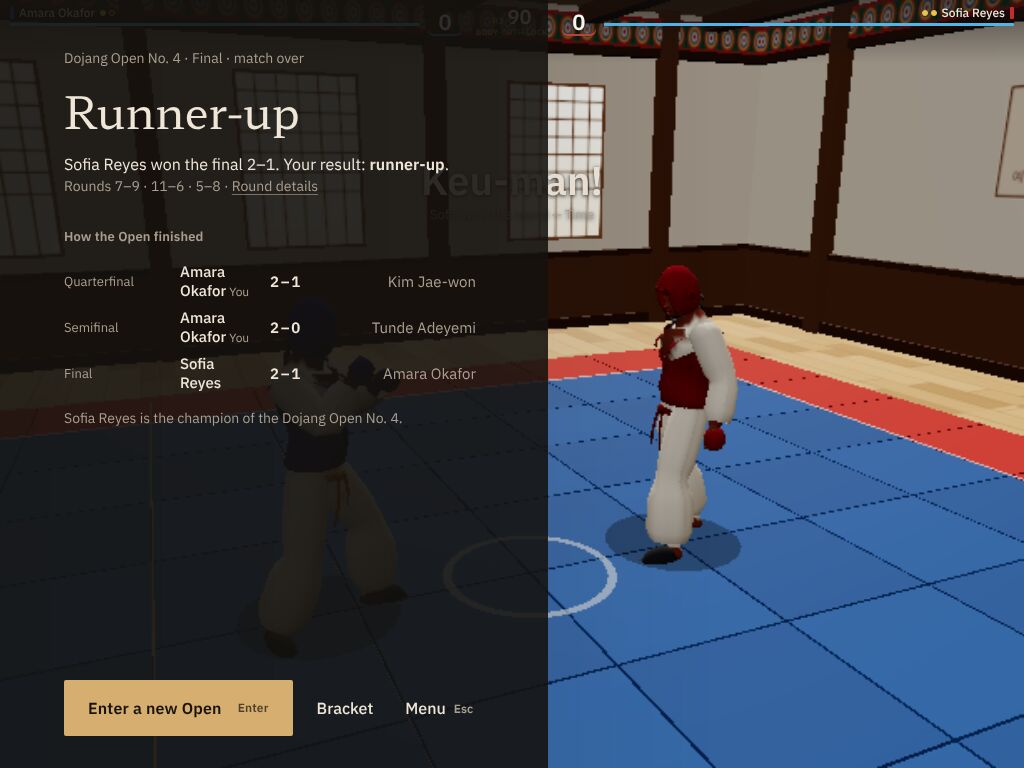 Amara Okafor
0
90
0
Sofia Reyes
Dojang Open No. 4 · Final · match over
Runner-up
Sofia Reyes won the final 2–1. Your result: runner-up.
Rounds 7–9 · 11–6 · 5–8 · Round details
Keu-man!
How the Open finished
Quarterfinal Amara Okafor You 2–1 Kim Jae-won
Semifinal Amara Okafor You 2–0 Tunde Adeyemi
Final Sofia Reyes 2–1 Amara Okafor
Sofia Reyes is the champion of the Dojang Open No. 4.
Enter a new Open Enter
Bracket
Menu Esc